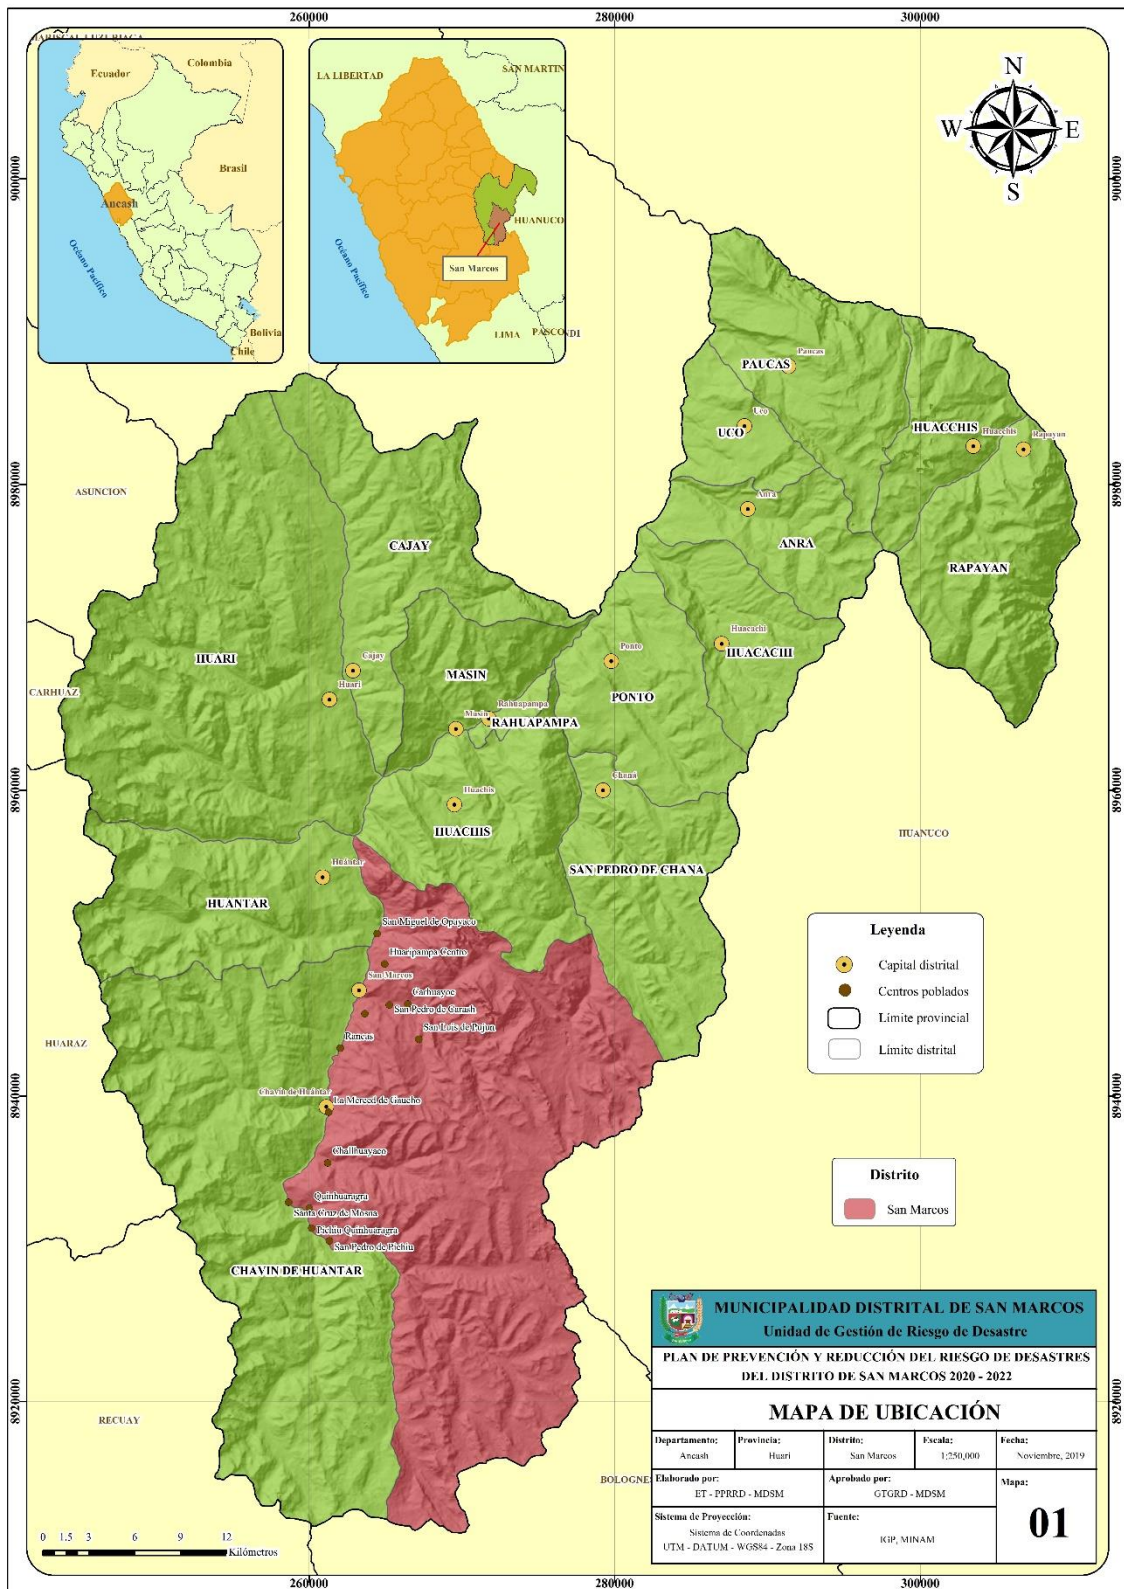 260000
280000
300000
Ecuador
Colombia
Brasil
Ancash
Océano Pacífico
Bolivia
Chile
LA LIBERTAD
SAN MARTIN
HUANUCO
San Marcos
Océano Pacífico
LIMA
PASCO
N
W
E
S
9000000
9000000
Paucas
PAUCAS
Uco
UCO
HUACCHIS
Huacchis
Rapayan
8980000
8980000
ASUNCION
Anra
ANRA
CAJAY
RAPAYAN
Huacachi
HUACACHI
Ponto
PONTO
HUARI
Cajay
Huari
MASIN
Rahuapampa
Masin
RAHUAPAMPA
CARHUAZ
8960000
8960000
Chaná
Huachis
HUACHIS
HUANUCO
SAN PEDRO DE CHANA
Huántar
HUANTAR
San Miguel de Opayaco
Huaripampa Centro
San Marcos
Carhuayoc
San Pedro de Carash
San Luis de Pujun
Rancas
HUARAZ
Leyenda
Capital distrital
Centros poblados
Límite provincial
Límite distrital
8940000
8940000
Chavín de Huántar
La Merced de Gaucho
Challhuayaco
Distrito
San Marcos
Quinhuaragra
Santa Cruz de Mosna
Pichiu Quinhuaragra
San Pedro de Pichiu
CHAVIN DE HUANTAR
8920000
8920000
RECUAY
BOLOGNES
MUNICIPALIDAD DISTRITAL DE SAN MARCOS
Unidad de Gestión de Riesgo de Desastre
PLAN DE PREVENCIÓN Y REDUCCIÓN DEL RIESGO DE DESASTRES
DEL DISTRITO DE SAN MARCOS 2020 - 2022
MAPA DE UBICACIÓN
Departamento:
Ancash
Provincia:
Huari
Distrito:
San Marcos
Escala:
1:250,000
Fecha:
Noviembre, 2019
Elaborado por:
ET - PPRRD - MDSM
Aprobado por:
GTGRD - MDSM
Mapa:
01
Sistema de Proyección:
Sistema de Coordenadas
UTM - DATUM - WGS84 - Zona 18S
Fuente:
IGP, MINAM
0 1.5 3 6 9 12
Kilómetros
260000
280000
300000